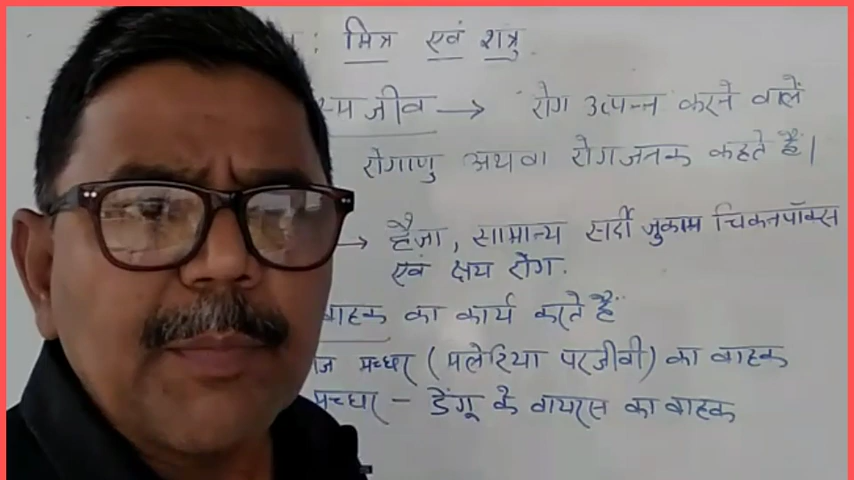 : मित्र एवं शत्रु
जीव → रोग उत्पन्न करने वालें
रोगाणु अथवा रोगजनक कहते हैं।
→ हैजा, सामान्य सर्दी जुकाम चिकनपॉक्स
एवं क्षय रोग.
वाहक का कार्य करते हैं
मच्छर (मलेरिया परजीवी) का वाहक
मच्छर - डेंगू के वायरस का वाहक